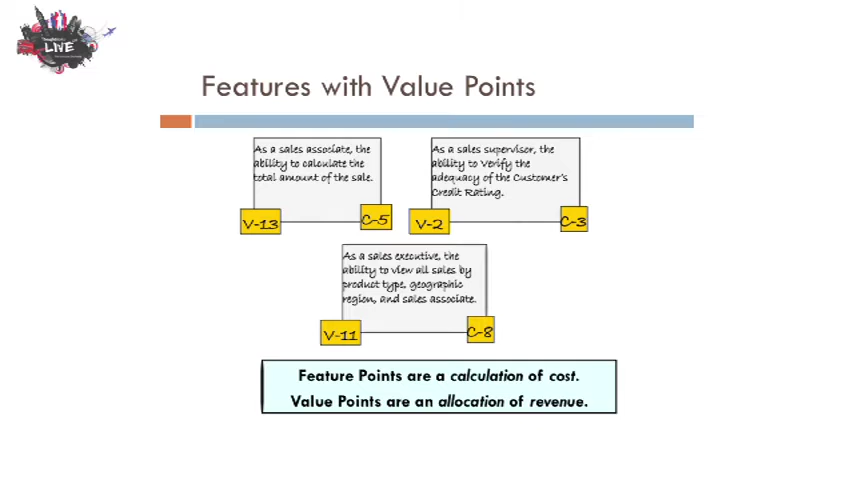 LIVE
Features with Value Points
As a sales associate, the
ability to calculate the
total amount of the sale.
V-13
C-5
As a sales supervisor, the
ability to verify the
adequacy of the Customer's
Credit Rating.
V-2
C-3
As a sales executive, the
ability to view all sales by
product type, geographic
region, and sales associate.
V-11
C-8
Feature Points are a calculation of cost.
Value Points are an allocation of revenue.